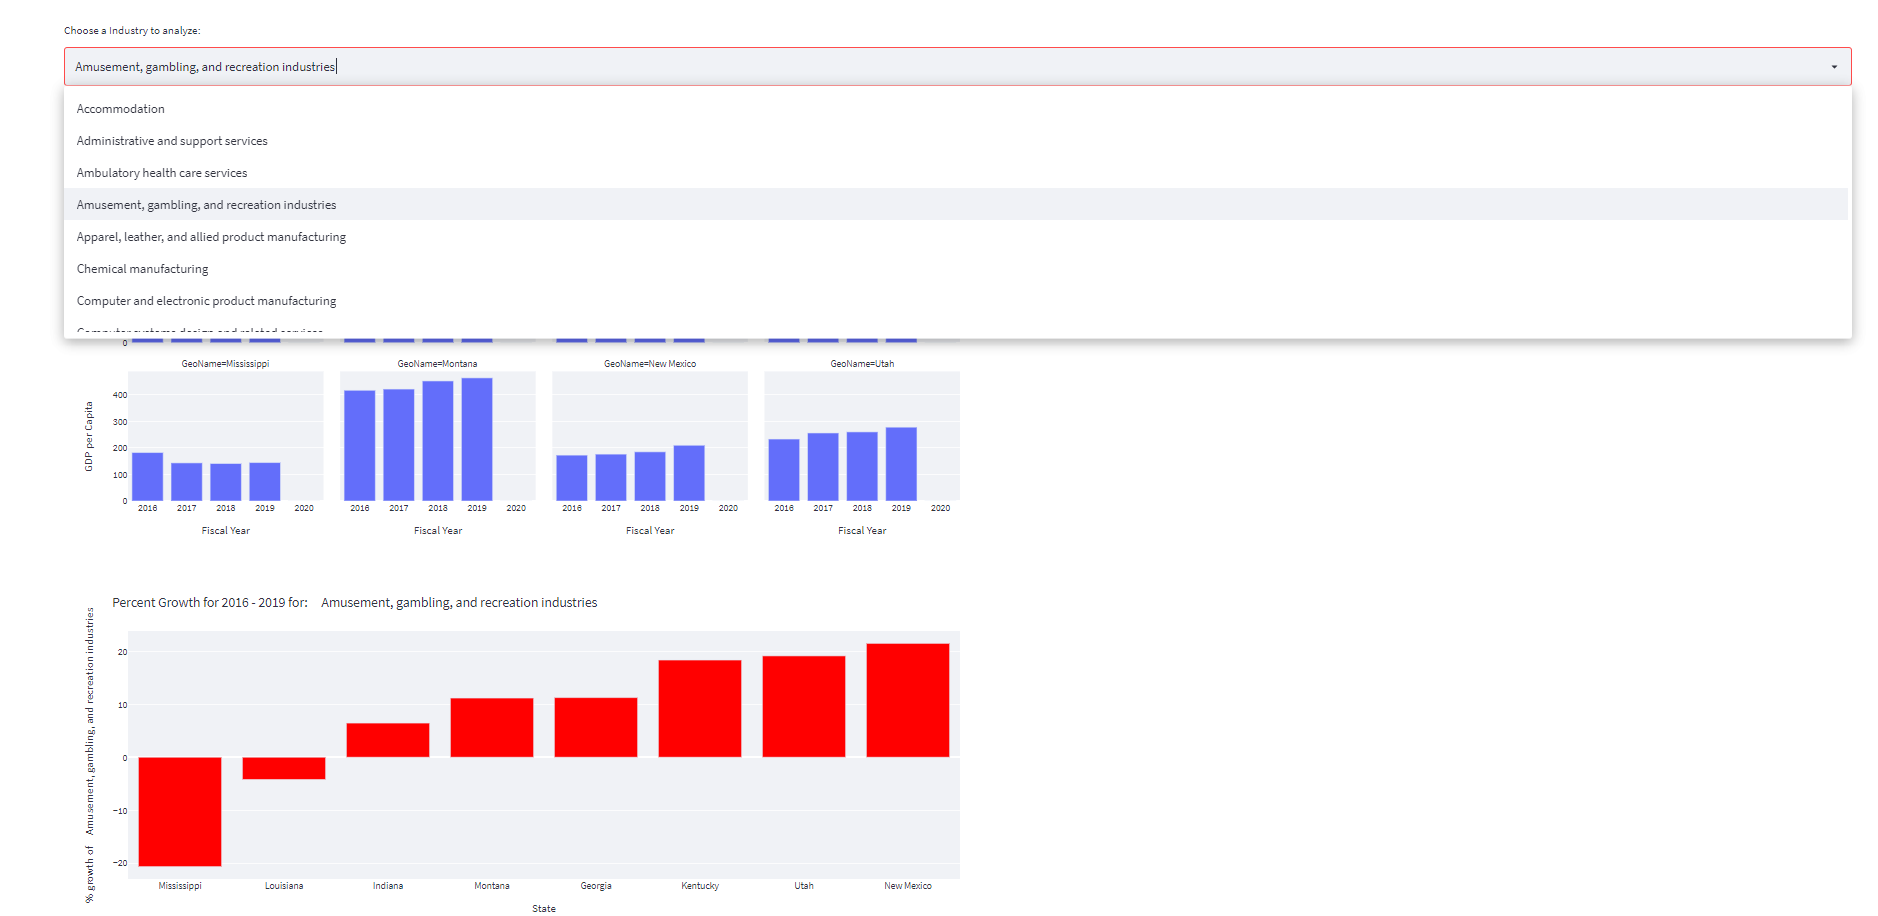 Choose a Industry to analyze:
Amusement, gambling, and recreation industries
Accommodation
Administrative and support services
Ambulatory health care services
Amusement, gambling, and recreation industries
Apparel, leather, and allied product manufacturing
Chemical manufacturing
Computer and electronic product manufacturing
Computer systems design and related services
0
GeoName=Mississippi GeoName=Montana GeoName=New Mexico GeoName=Utah
GDP per Capita
400
300
200
100
0
2016 2017 2018 2019 2020 2016 2017 2018 2019 2020 2016 2017 2018 2019 2020 2016 2017 2018 2019 2020
Fiscal Year Fiscal Year Fiscal Year Fiscal Year
Percent Growth for 2016 - 2019 for: Amusement, gambling, and recreation industries
% growth of Amusement, gambling, and recreation industries
20
10
0
−10
−20
Mississippi Louisiana Indiana Montana Georgia Kentucky Utah New Mexico
State